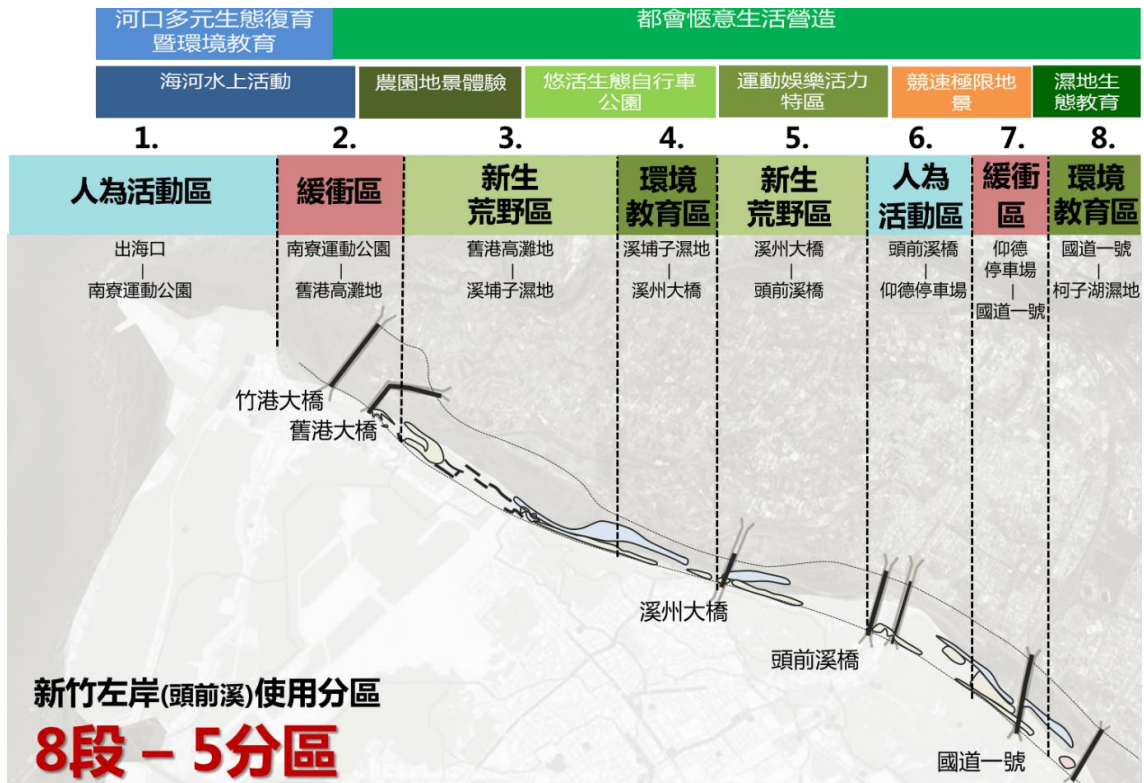 河口多元生態復育
暨環境教育
都會愜意生活營造
海河水上活動
農園地景體驗
悠活生態自行車
公園
運動娛樂活力
特區
競速極限地
景
濕地生
態教育
1.
2.
3.
4.
5.
6.
7.
8.
人為活動區
緩衝區
新生
荒野區
環境
教育區
新生
荒野區
人為
活動區
緩衝
區
環境
教育區
出海口
|
南寮運動公園
南寮運動公園
|
舊港高灘地
舊港高灘地
|
溪埔子濕地
溪埔子濕地
|
溪州大橋
溪州大橋
|
頭前溪橋
頭前溪橋
|
仰德停車場
仰德
停車場
|
國道一號
國道一號
|
柯子湖濕地
竹港大橋
舊港大橋
溪州大橋
頭前溪橋
國道一號
新竹左岸(頭前溪)使用分區
8段 – 5分區